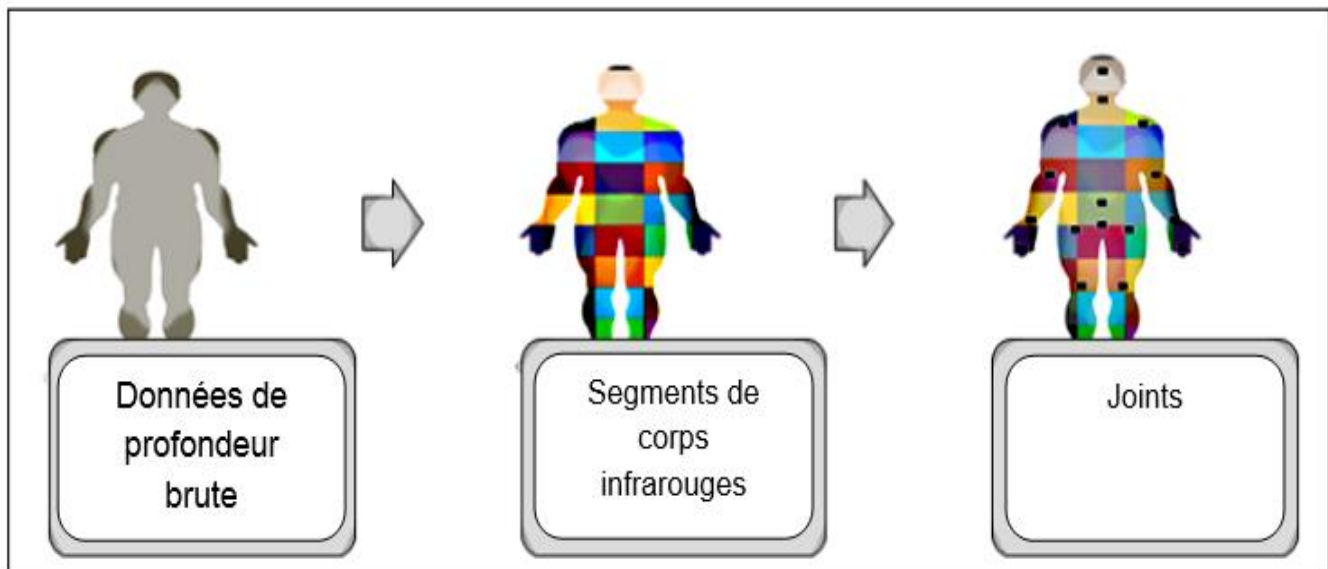 Données de
profondeur
brute
Segments de
corps
infrarouges
Joints